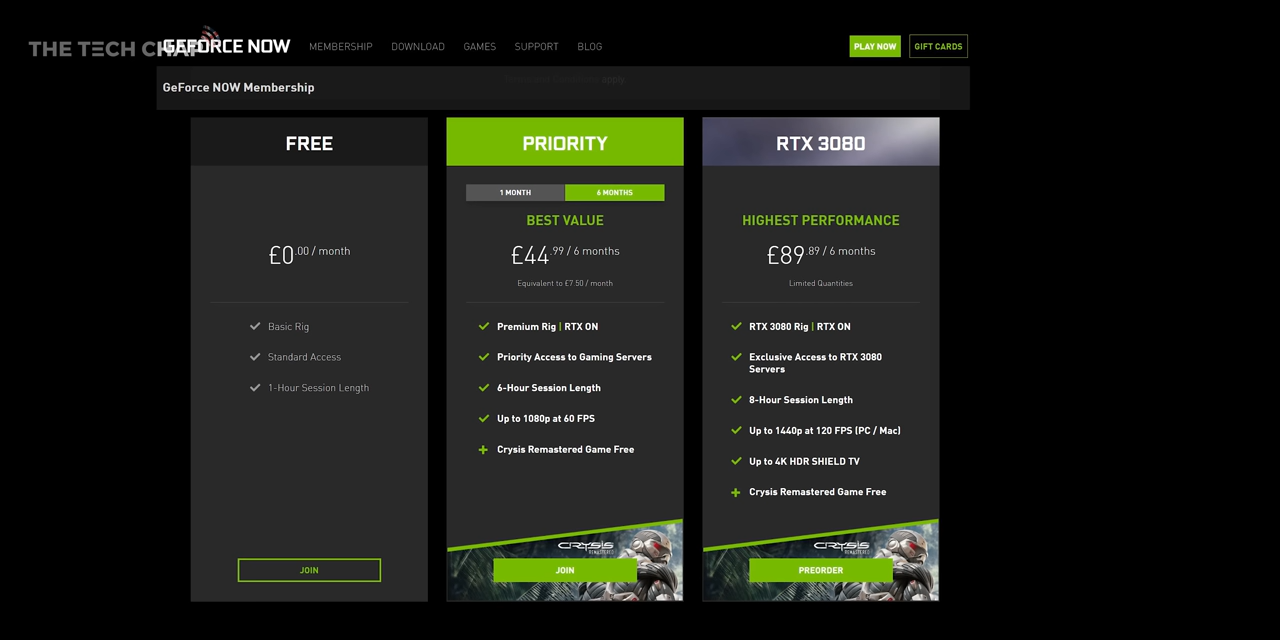 THE TECH CHAP
GEFORCE NOW MEMBERSHIP DOWNLOAD GAMES SUPPORT BLOG PLAY NOW GIFT CARDS
GeForce NOW Membership
FREE
£0.00 / month
Basic Rig
Standard Access
1-Hour Session Length
JOIN
PRIORITY
1 MONTH 6 MONTHS
BEST VALUE
£44.99 / 6 months
Equivalent to £7.50 / month
Premium Rig | RTX ON
Priority Access to Gaming Servers
6-Hour Session Length
Up to 1080p at 60 FPS
Crysis Remastered Game Free
CRYSIS
REMASTERED
JOIN
RTX 3080
HIGHEST PERFORMANCE
£89.89 / 6 months
Limited Quantities
RTX 3080 Rig | RTX ON
Exclusive Access to RTX 3080
Servers
8-Hour Session Length
Up to 1440p at 120 FPS (PC / Mac)
Up to 4K HDR SHIELD TV
Crysis Remastered Game Free
CRYSIS
REMASTERED
PREORDER